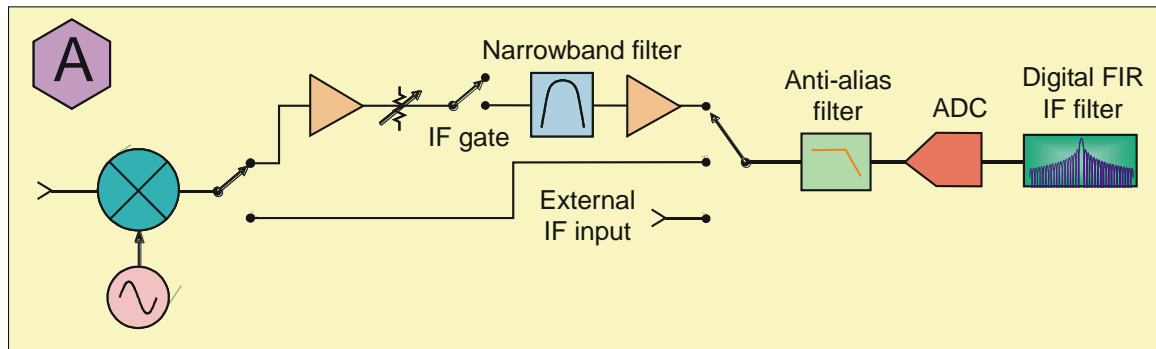 A
Narrowband filter
IF gate
External
IF input
Anti-alias
filter
ADC
Digital FIR
IF filter